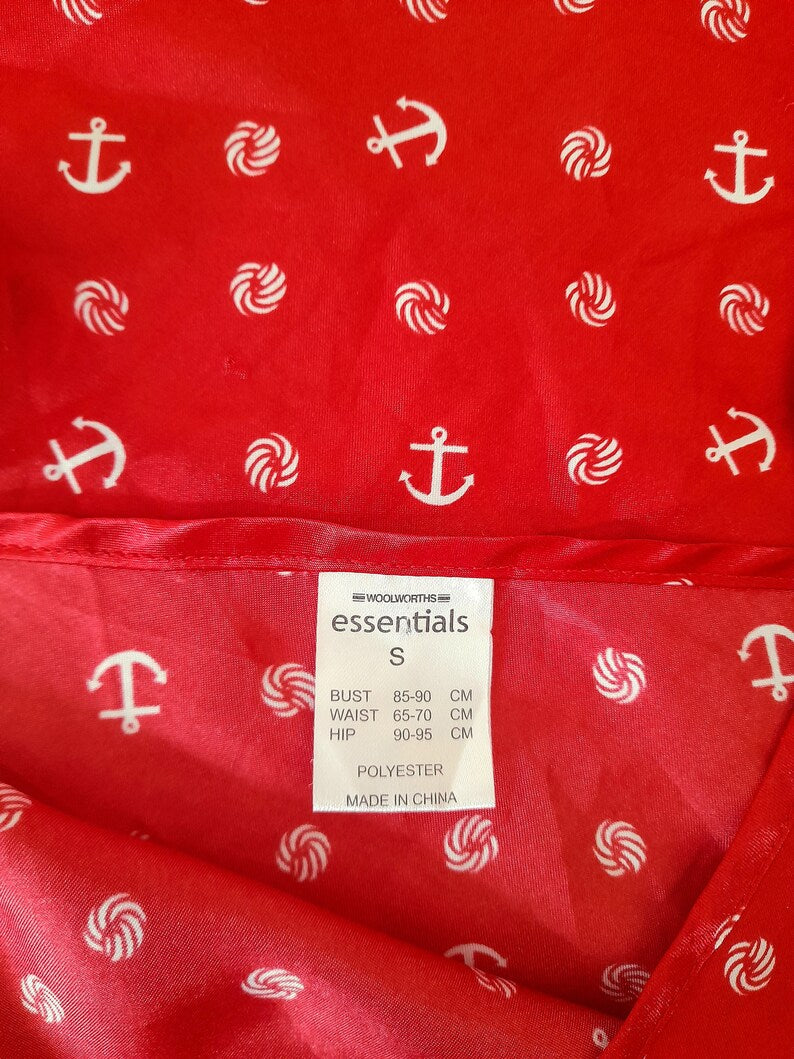 WOOLWORTHS
essentials
S
BUST 85-90 CM
WAIST 65-70 CM
HIP 90-95 CM
POLYESTER
MADE IN CHINA